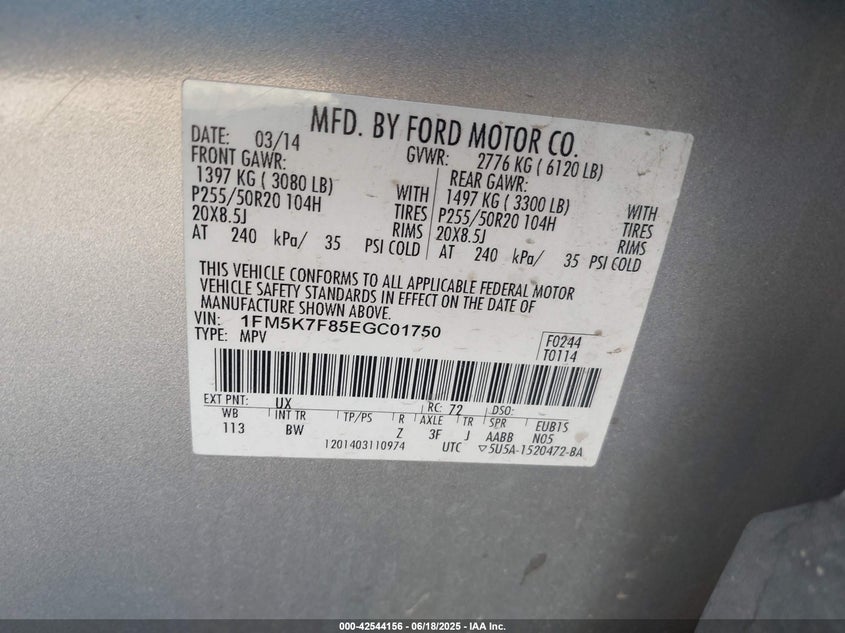 MFD. BY FORD MOTOR CO.
DATE: 03/14 GVWR: 2776 KG ( 6120 LB)
FRONT GAWR: REAR GAWR:
1397 KG ( 3080 LB) WITH 1497 KG ( 3300 LB) WITH
P255/50R20 104H TIRES P255/50R20 104H TIRES
20X8.5J RIMS 20X8.5J RIMS
AT 240 kPa/ 35 PSI COLD AT 240 kPa/ 35 PSI COLD
THIS VEHICLE CONFORMS TO ALL APPLICABLE FEDERAL MOTOR
VEHICLE SAFETY STANDARDS IN EFFECT ON THE DATE OF
MANUFACTURE SHOWN ABOVE.
VIN: 1FM5K7F85EGC01750
TYPE: MPV
F0244
T0114
EXT PNT: UX RC: 72 DSO:
WB INT TR TP/PS R AXLE TR SPR EUB1S
113 BW Z 3F J AABB N05
1201403110974 UTC ▽5U5A-1520472-BA
000-42544156 - 06/18/2025 - IAA Inc.